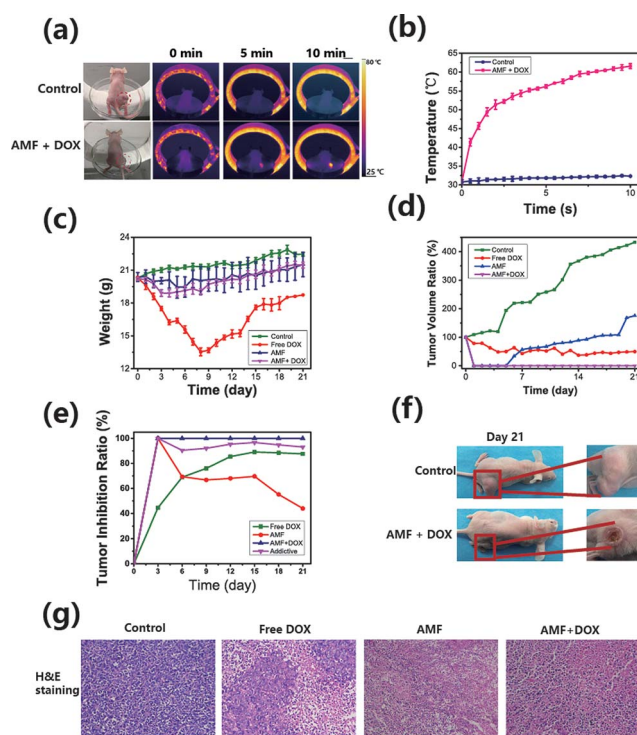 (a)
0 min 5 min 10 min
Control
AMF + DOX
80 ℃
25 ℃
(b)
Temperature (℃)
65
60
55
50
45
40
35
30
0 5 10
Time (s)
Control
AMF + DOX
(c)
Weight (g)
24
21
18
15
12
0 3 6 9 12 15 18 21
Time (day)
Control
Free DOX
AMF
AMF+ DOX
(d)
Tumor Volume Ratio (%)
400
300
200
100
0
0 7 14 21
Time (day)
Control
Free DOX
AMF
AMF+DOX
(e)
Tumor Inhibition Ratio (%)
100
80
60
40
20
0
0 3 6 9 12 15 18 21
Time (day)
Free DOX
AMF
AMF+DOX
Addictive
(f)
Day 21
Control
AMF + DOX
(g)
Control Free DOX AMF AMF+DOX
H&E
staining